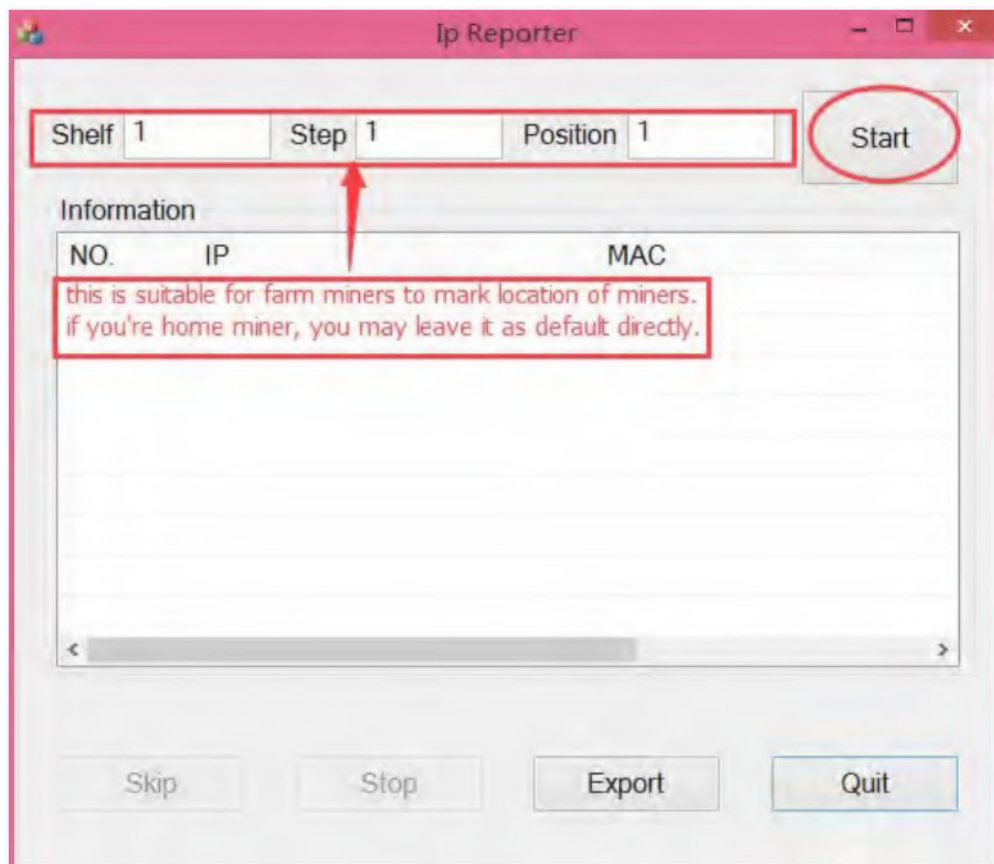 Ip Reporter
Shelf 1 Step 1 Position 1 Start
Information
NO. IP MAC
this is suitable for farm miners to mark location of miners.
if you're home miner, you may leave it as default directly.
Skip Stop Export Quit